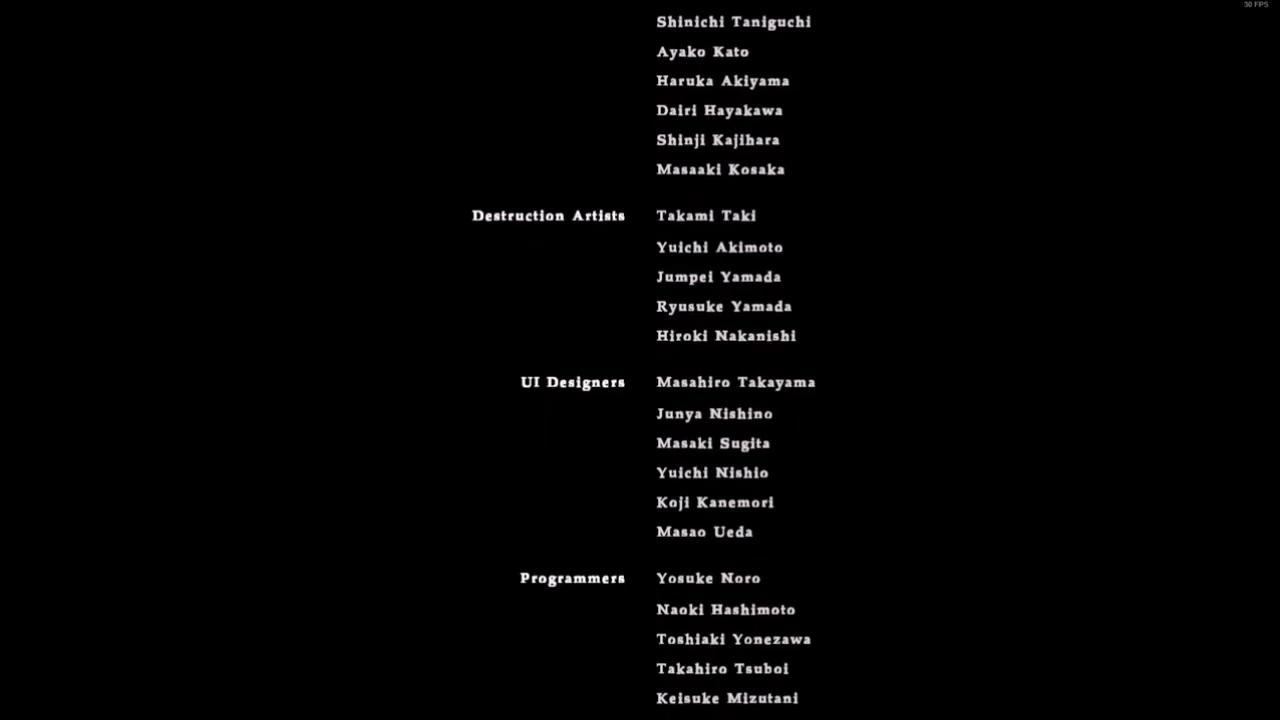 30 FPS
Shinichi Taniguchi
Ayako Kato
Haruka Akiyama
Dairi Hayakawa
Shinji Kajihara
Masaaki Kosaka
Destruction Artists Takami Taki
Yuichi Akimoto
Jumpei Yamada
Ryusuke Yamada
Hiroki Nakanishi
UI Designers Masahiro Takayama
Junya Nishino
Masaki Sugita
Yuichi Nishio
Koji Kanemori
Masao Ueda
Programmers Yosuke Noro
Naoki Hashimoto
Toshiaki Yonezawa
Takahiro Tsuboi
Keisuke Mizutani